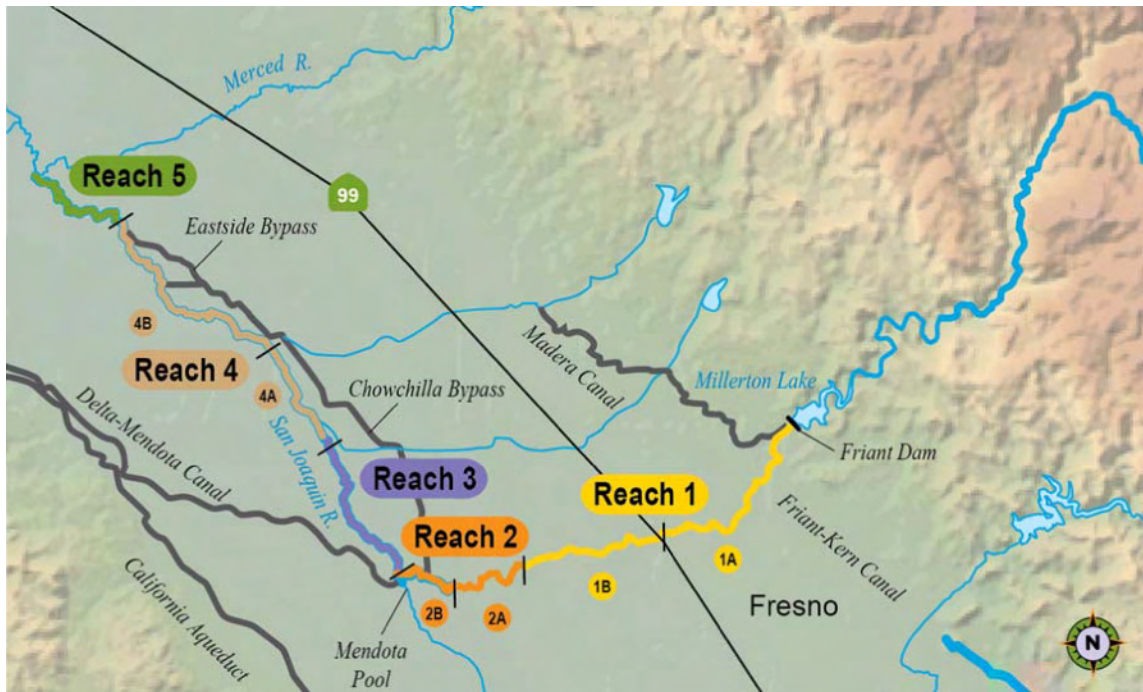 Merced R.
Reach 5
99
Eastside Bypass
4B
Reach 4
4A
Chowchilla Bypass
Madera Canal
Millerton Lake
Friant Dam
Delta-Mendota Canal
San Joaquin R.
Reach 3
Reach 1
Reach 2
Friant-Kern Canal
1A
1B
2A
2B
Fresno
California Aqueduct
Mendota
Pool
N